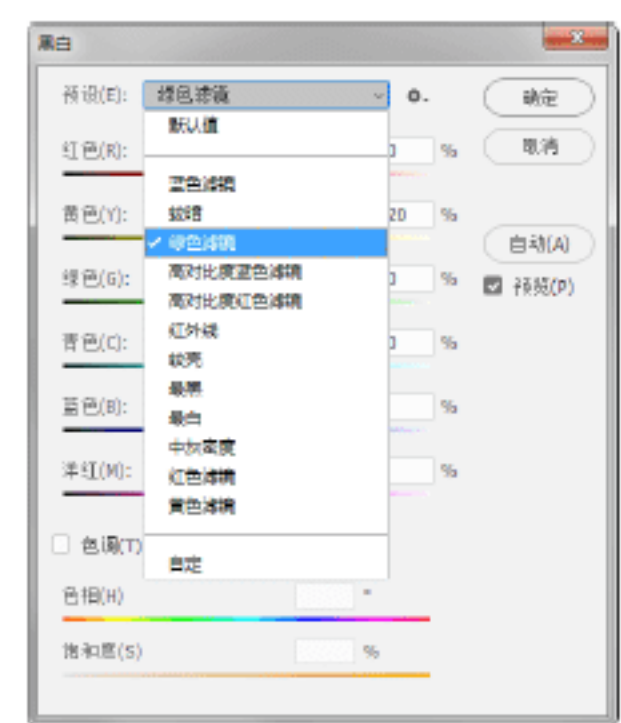 黑白
预设(E): 绿色滤镜
确定
默认值
红色(R): 0 %
取消
蓝色滤镜
黄色(Y): 较暗 20 %
绿色滤镜
自动(A)
绿色(G): 高对比度蓝色滤镜 0 %
预览(P)
高对比度红色滤镜
红外线
青色(C): 0 %
较亮
最黑
蓝色(B): %
最白
中灰密度
洋红(M): 红色滤镜 %
黄色滤镜
色调(T)
自定
色相(H) °
饱和度(S) %